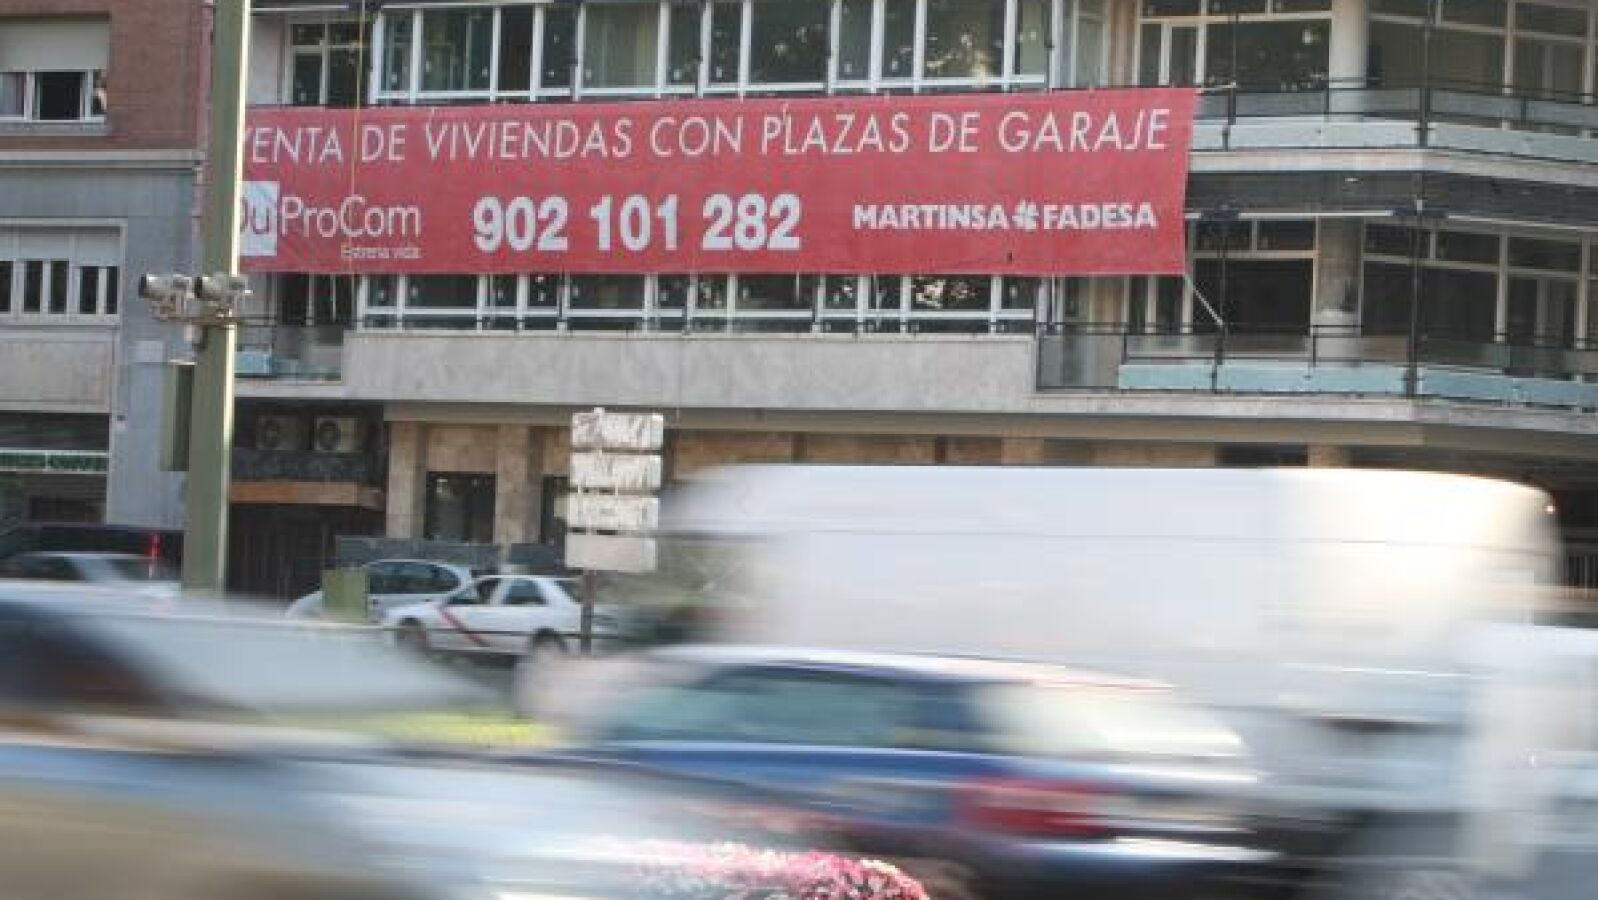 VENTA DE VIVIENDAS CON PLAZAS DE GARAJE
DuProCom
Estrena vida
902 101 282
MARTINSA FADESA